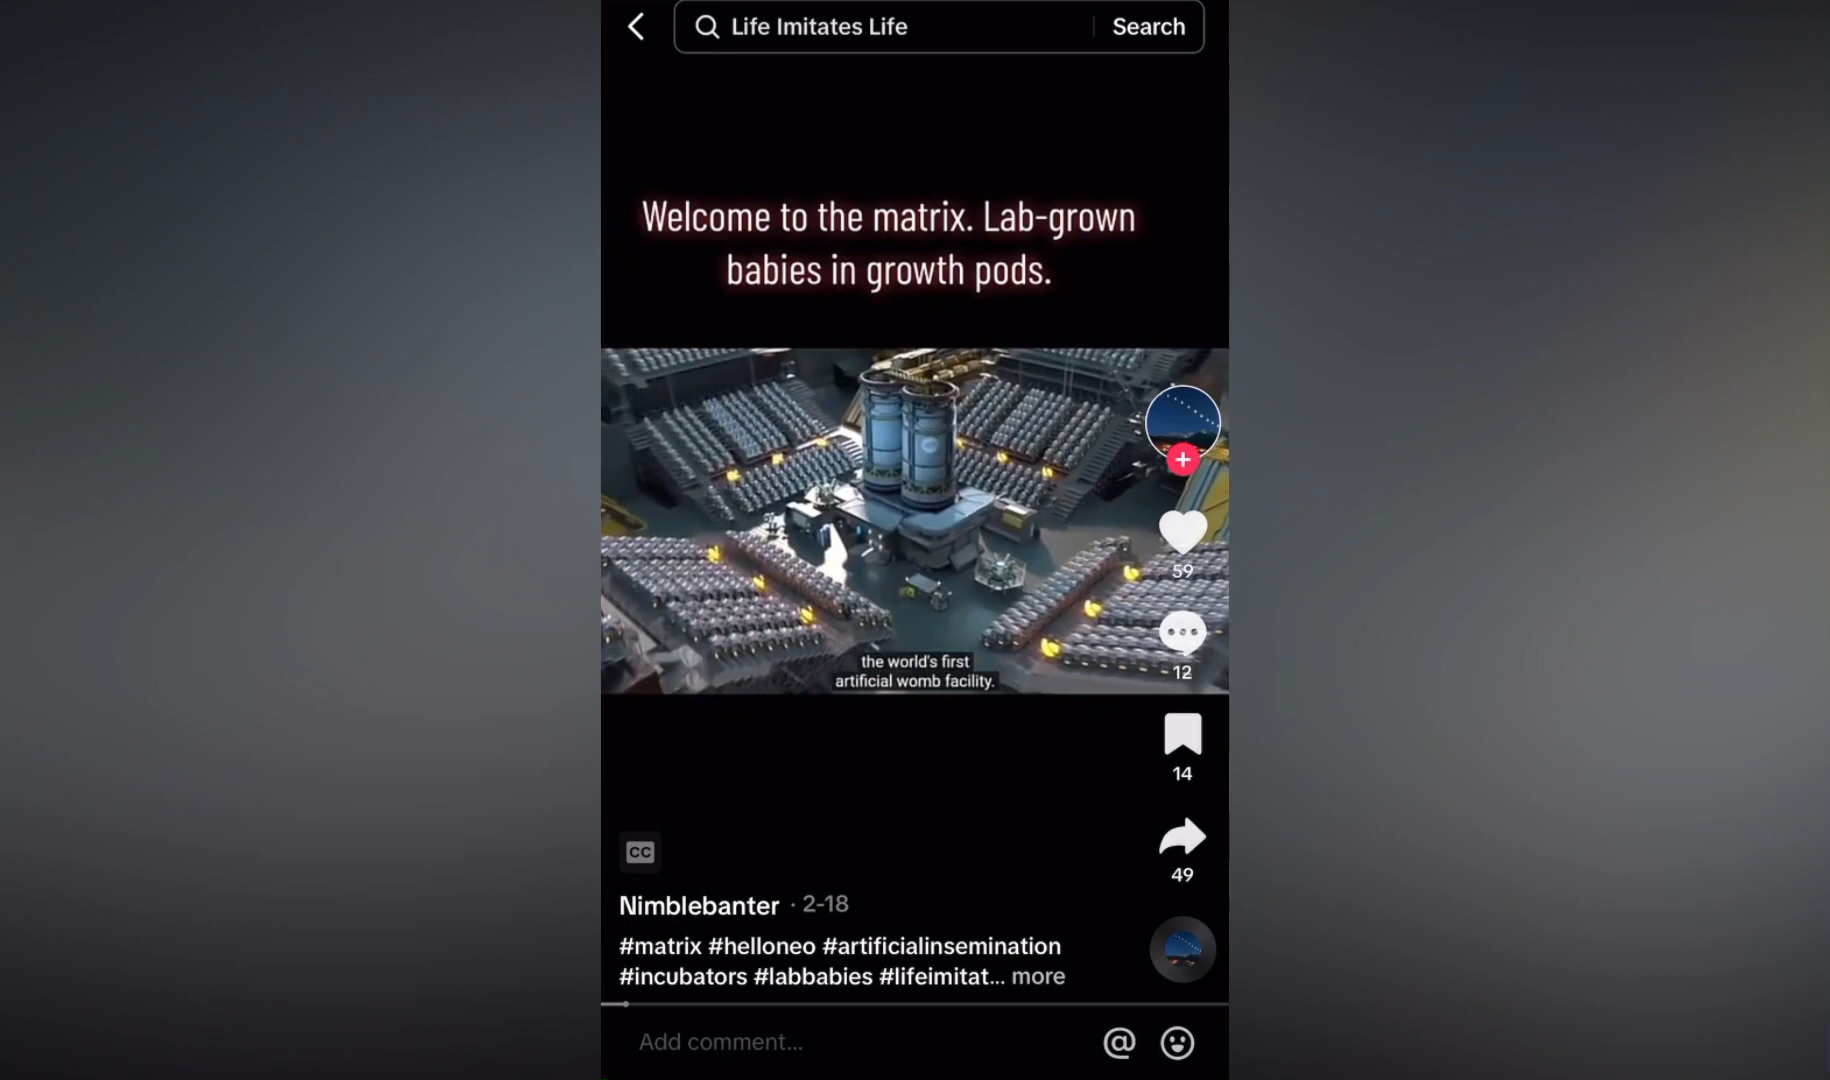 Life Imitates Life
Search
Welcome to the matrix. Lab-grown
babies in growth pods.
59
the world's first
artificial womb facility.
12
14
CC
49
Nimblebanter · 2-18
#matrix #helloneo #artificialinsemination
#incubators #labbabies #lifeimitat... more
Add comment...
@